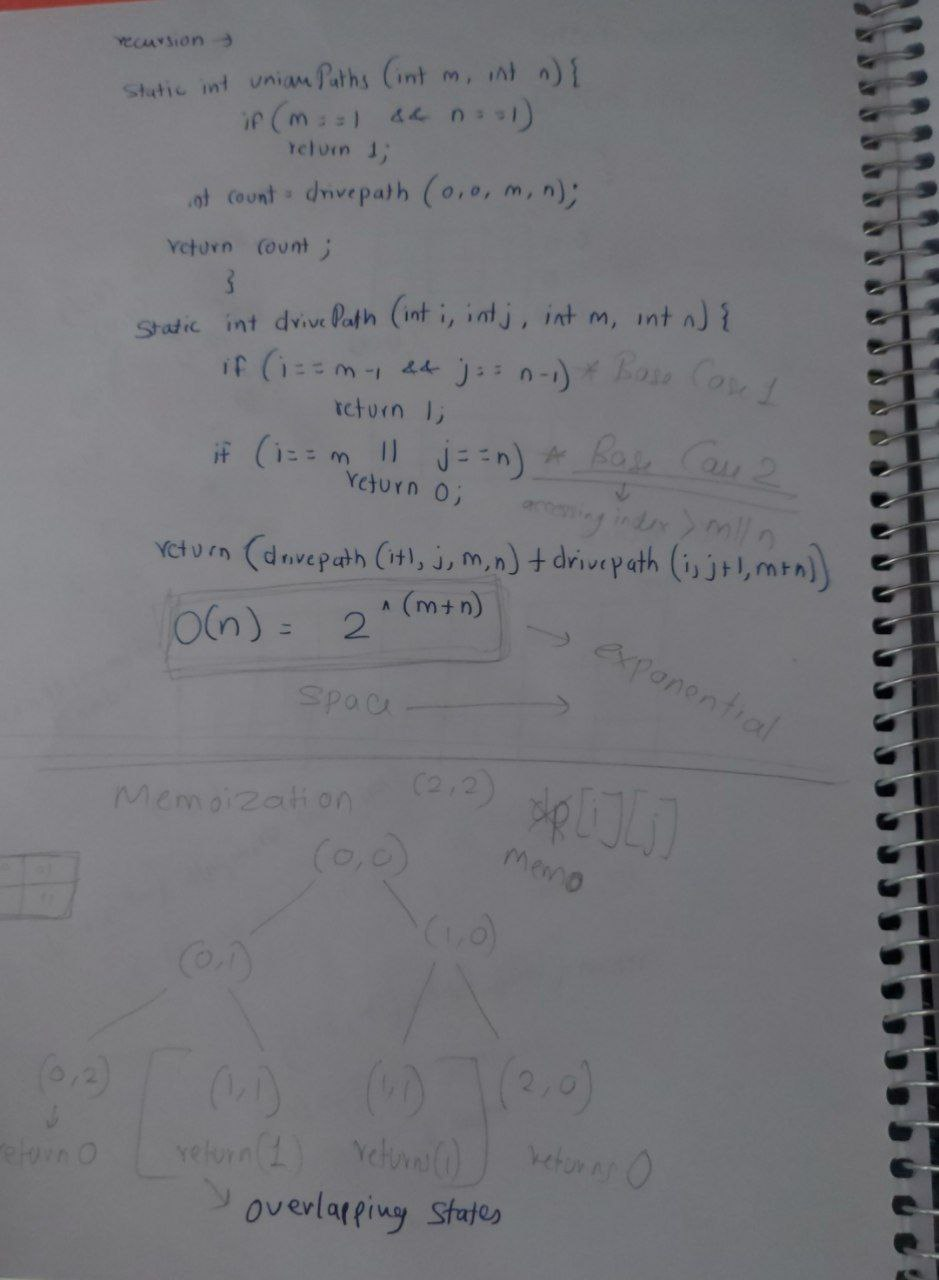 recursion →
Static int uniquePaths (int m, int n) {
if (m==1 && n==1)
return 1;
int count = drivepath (0,0, m, n);
return count ;
}
Static int drivePath (int i, int j, int m, int n) {
if (i == m-1 && j == n-1) * Base Case 1
return 1;
if (i == m || j == n) * Base Case 2
return 0;
↓
accessing index > m || n
return (drivepath (i+1, j, m, n) + drivepath (i, j+1, m+n))
O(n) = 2 ^ (m+n) → exponential
Space →
Memoization (2,2) dp[i][j]
memo
(0,0)
(0,1) (1,0)
(0,2) (1,1) (1,1) (2,0)
↓
return 0 return(1) returns(1) returns 0
↘ overlapping States